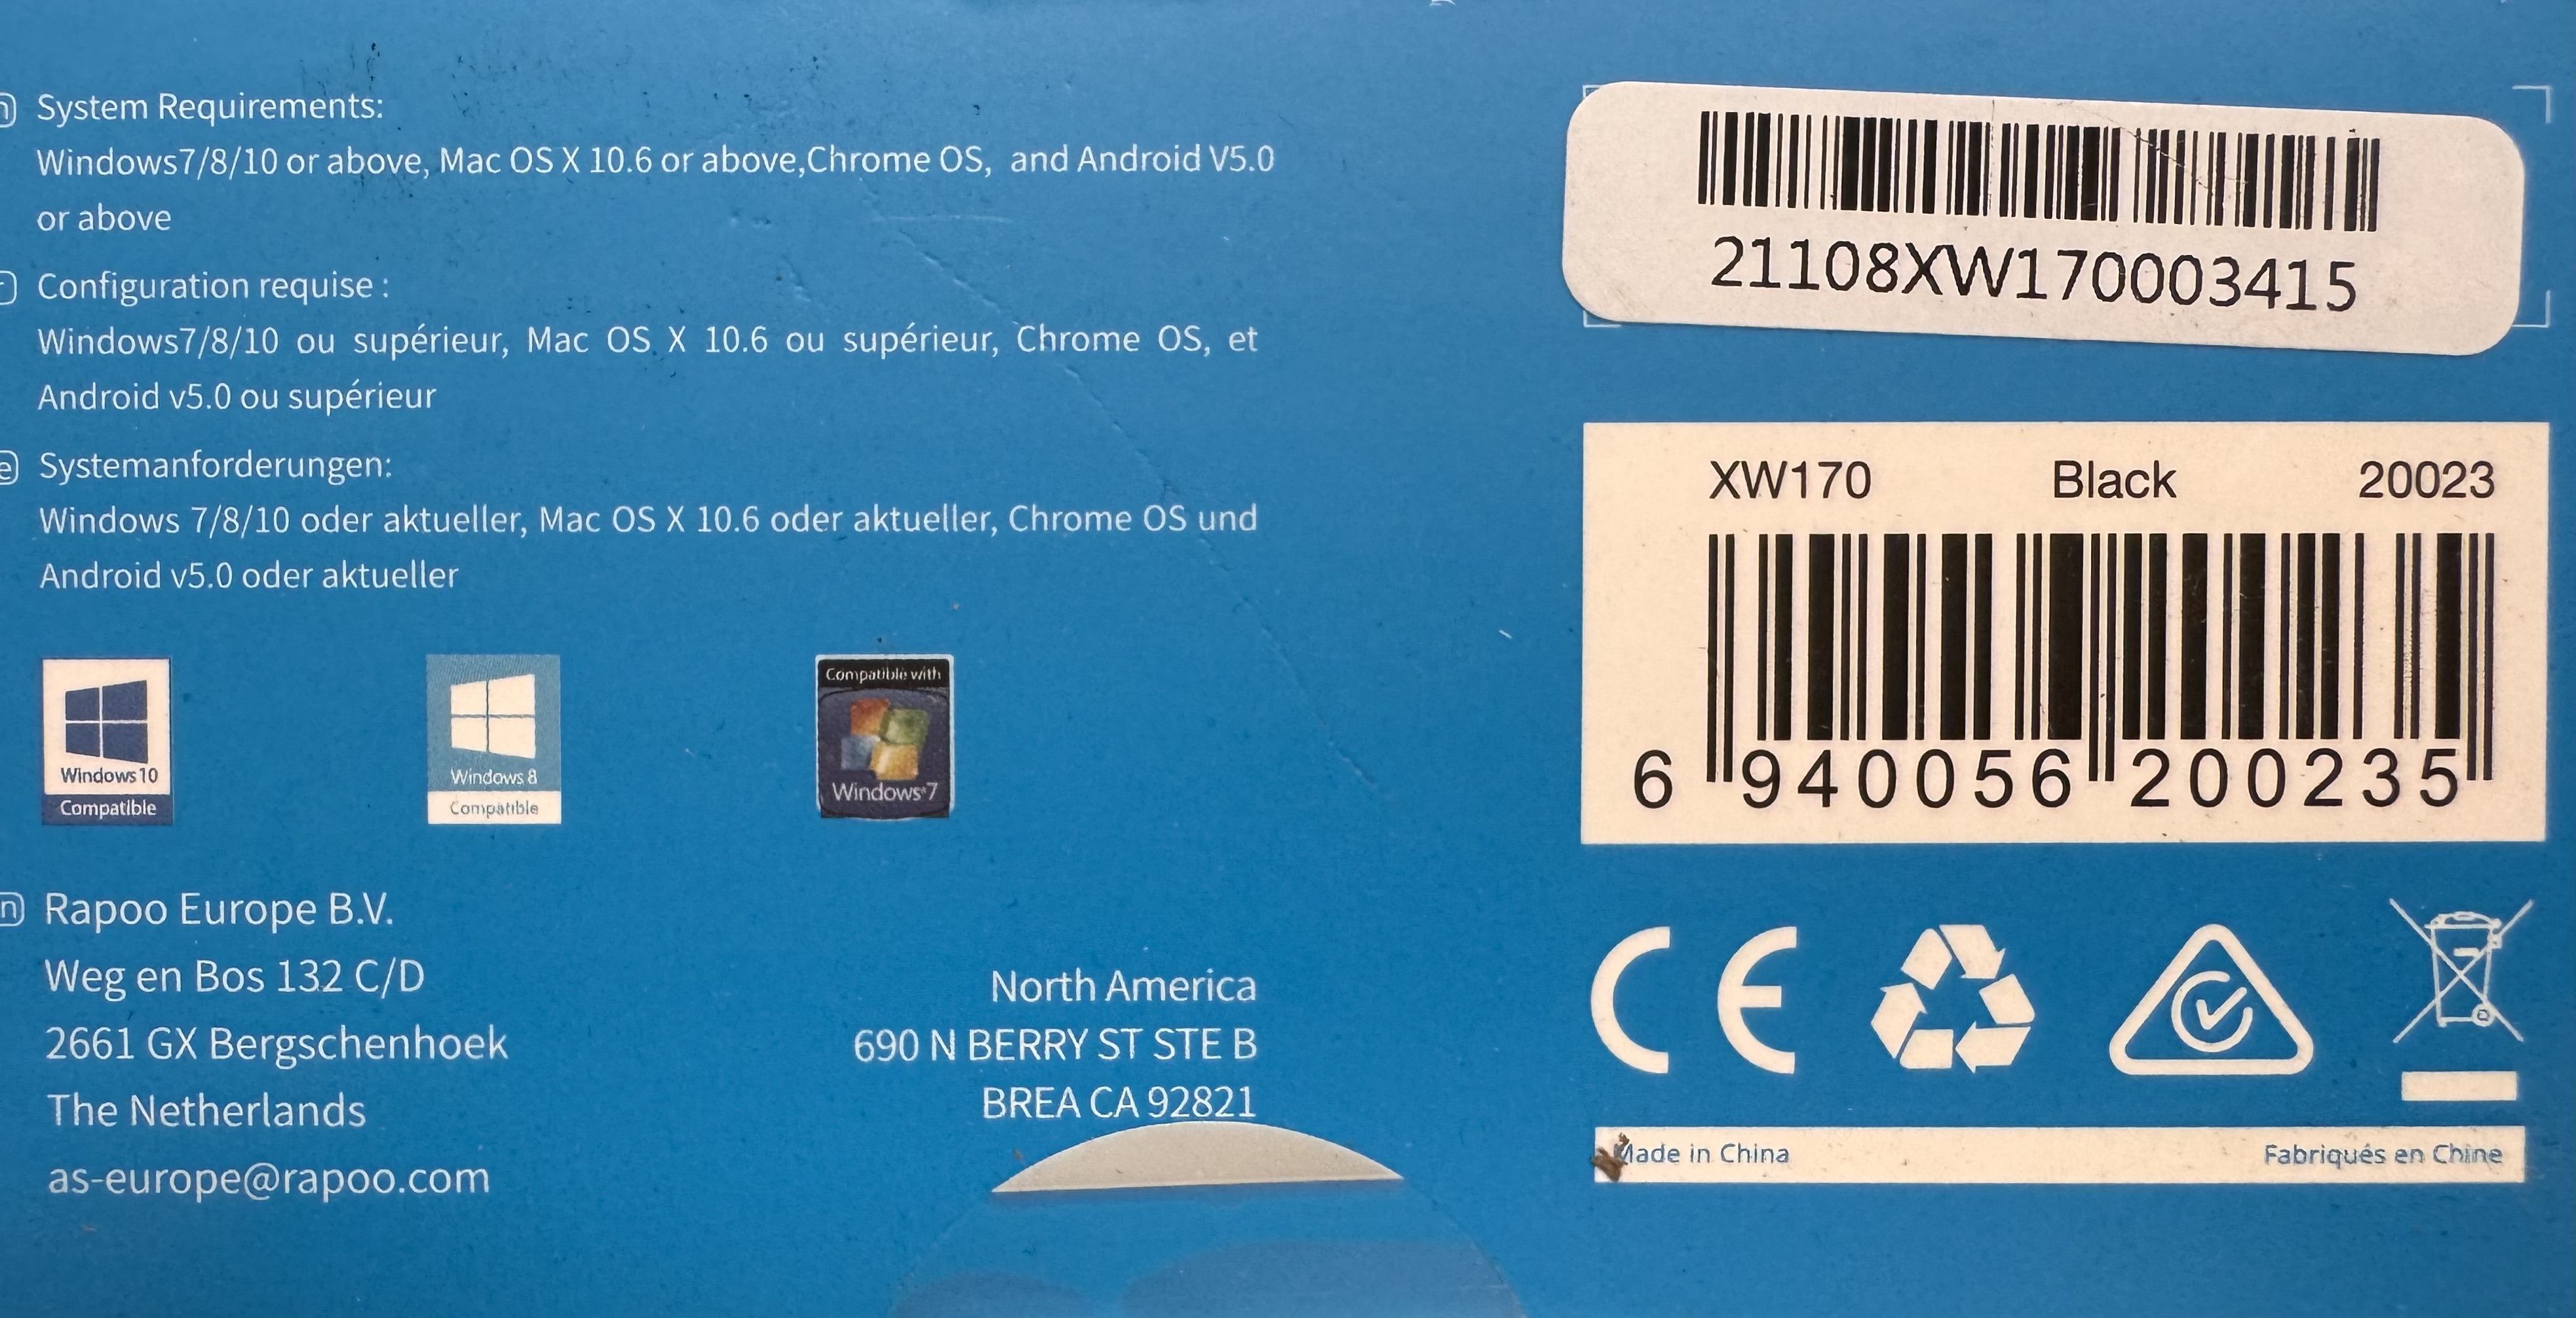 System Requirements:
Windows7/8/10 or above, Mac OS X 10.6 or above,Chrome OS, and Android V5.0
or above
Configuration requise :
Windows7/8/10 ou supérieur, Mac OS X 10.6 ou supérieur, Chrome OS, et
Android v5.0 ou supérieur
Systemanforderungen:
Windows 7/8/10 oder aktueller, Mac OS X 10.6 oder aktueller, Chrome OS und
Android v5.0 oder aktueller
Windows 10
Compatible
Windows 8
Compatible
Compatible with
Windows 7
Rapoo Europe B.V.
Weg en Bos 132 C/D
2661 GX Bergschenhoek
The Netherlands
as-europe@rapoo.com
North America
690 N BERRY ST STE B
BREA CA 92821
21108XW170003415
XW170 Black 20023
6 940056 200235
CE
Made in China Fabriqués en Chine